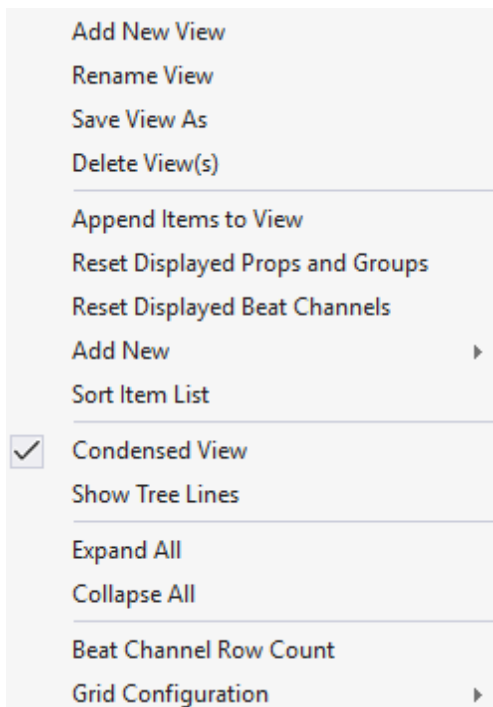 Add New View
Rename View
Save View As
Delete View(s)
Append Items to View
Reset Displayed Props and Groups
Reset Displayed Beat Channels
Add New
Sort Item List
Condensed View
Show Tree Lines
Expand All
Collapse All
Beat Channel Row Count
Grid Configuration